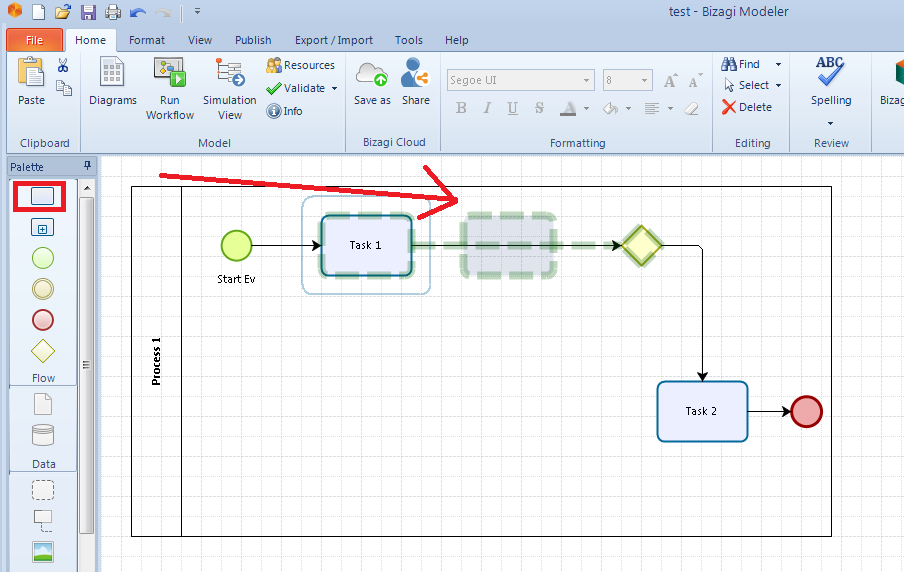 test - Bizagi Modeler
File Home Format View Publish Export / Import Tools Help
Paste
Clipboard
Diagrams
Run Workflow
Simulation View
Resources
Validate
Info
Model
Save as
Share
Bizagi Cloud
Segoe UI
8
A A
B I U S A
Formatting
Find
Select
Delete
Editing
ABC
Spelling
Review
Bizag
Palette
Flow
Data
Process 1
Start Ev
Task 1
Task 2